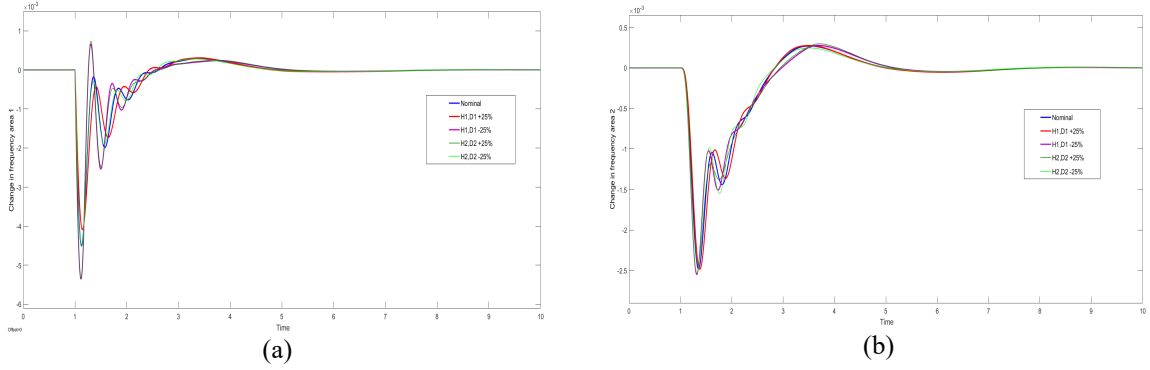 ×10⁻³
1
0
-1
-2
-3
-4
-5
-6
Change in frequency area 1
Nominal
H1,D1 +25%
H1,D1 -25%
H2,D2 +25%
H2,D2 -25%
0 1 2 3 4 5 6 7 8 9 10
Time
Offset=0
(a)
×10⁻³
0.5
0
-0.5
-1
-1.5
-2
-2.5
Change in frequency area 2
Nominal
H1,D1 +25%
H1,D1 -25%
H2,D2 +25%
H2,D2 -25%
0 1 2 3 4 5 6 7 8 9 10
Time
(b)